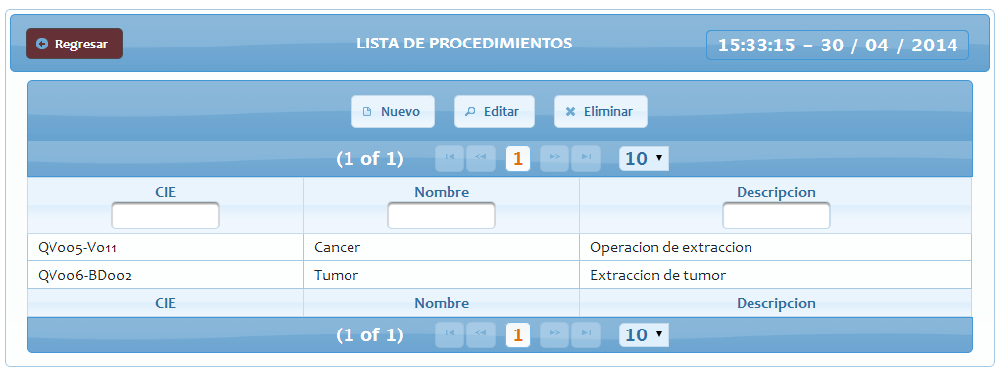 Regresar LISTA DE PROCEDIMIENTOS 15:33:15 - 30 / 04 / 2014
Nuevo Editar Eliminar
(1 of 1) 1 10
CIE Nombre Descripcion
QV005-V011 Cancer Operacion de extraccion
QV006-BD002 Tumor Extraccion de tumor
CIE Nombre Descripcion
(1 of 1) 1 10